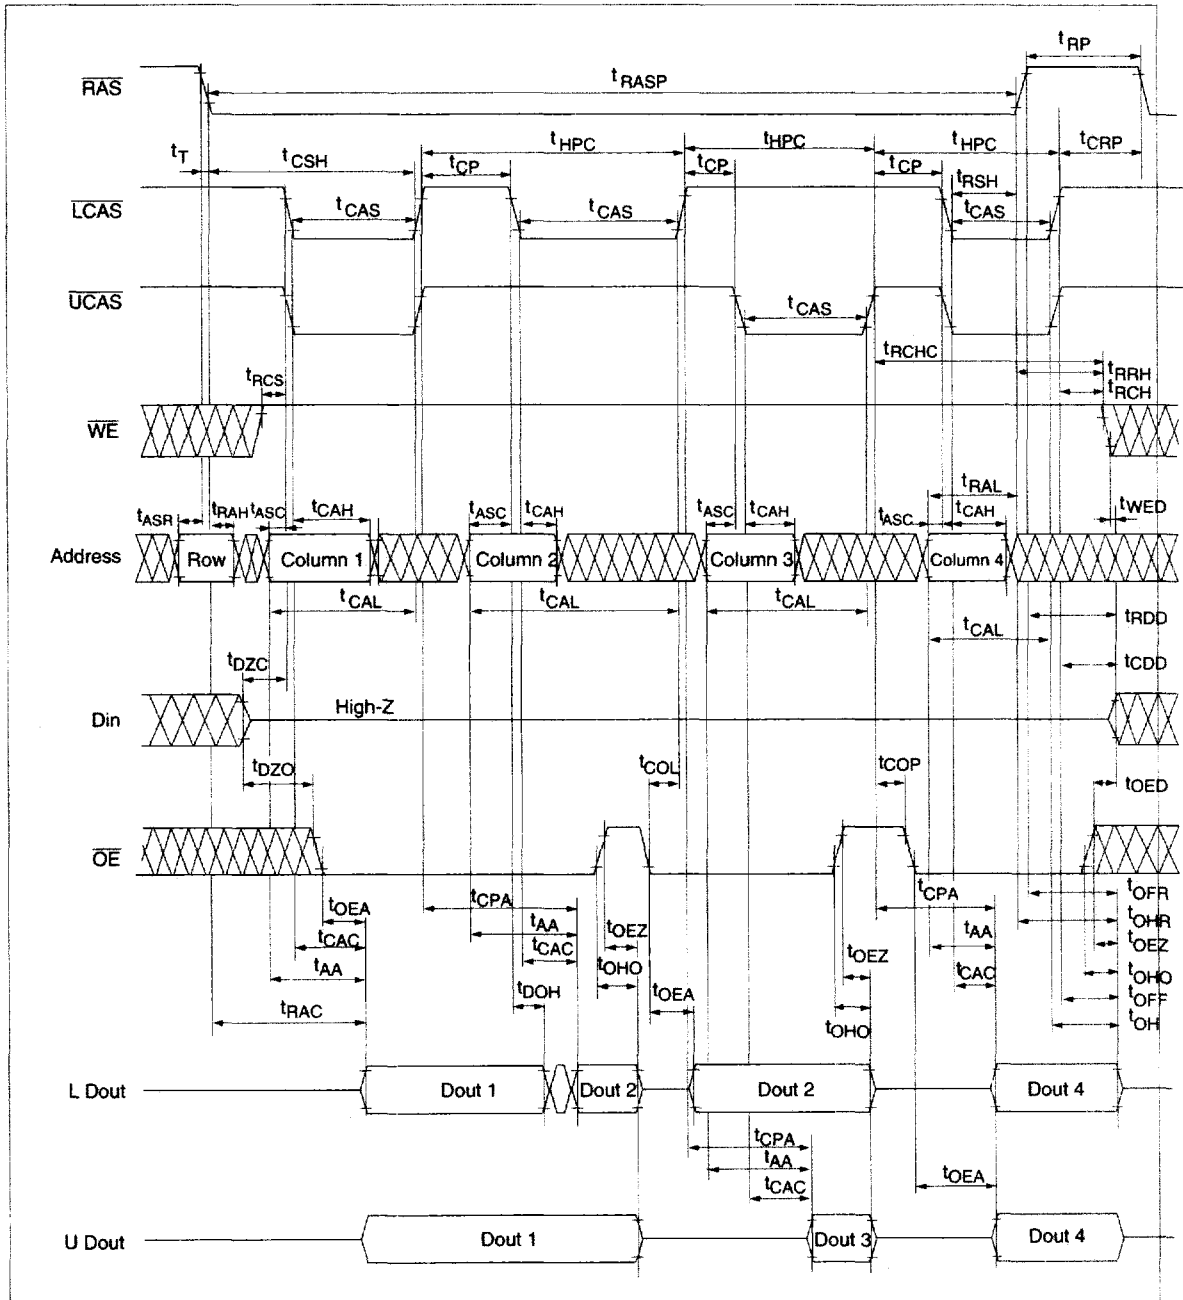 tRP
RAS
tRASP
tT
tCSH
tHPC
tHPC
tHPC
tCRP
tCP
tCP
tCP
tRSH
LCAS
tCAS
tCAS
tCAS
UCAS
tCAS
tRCHC
tRRH
tRCS
tRCH
WE
tRAL
tWED
tASR
tRAH
tASC
tCAH
tASC
tCAH
tASC
tCAH
tASC
tCAH
Address
Row
Column 1
Column 2
Column 3
Column 4
tCAL
tCAL
tCAL
tCAL
tRDD
tDZC
tCDD
Din
High-Z
tDZO
tCOL
tCOP
tOED
OE
tCPA
tCPA
tOFR
tOEA
tAA
tOEZ
tAA
tOHR
tCAC
tCAC
tOEZ
tOEZ
tAA
tOHO
tOEA
tCAC
tOHO
tRAC
tDOH
tOHO
tOFF
tOH
L Dout
Dout 1
Dout 2
Dout 2
Dout 4
tCPA
tAA
tCAC
tOEA
U Dout
Dout 1
Dout 3
Dout 4